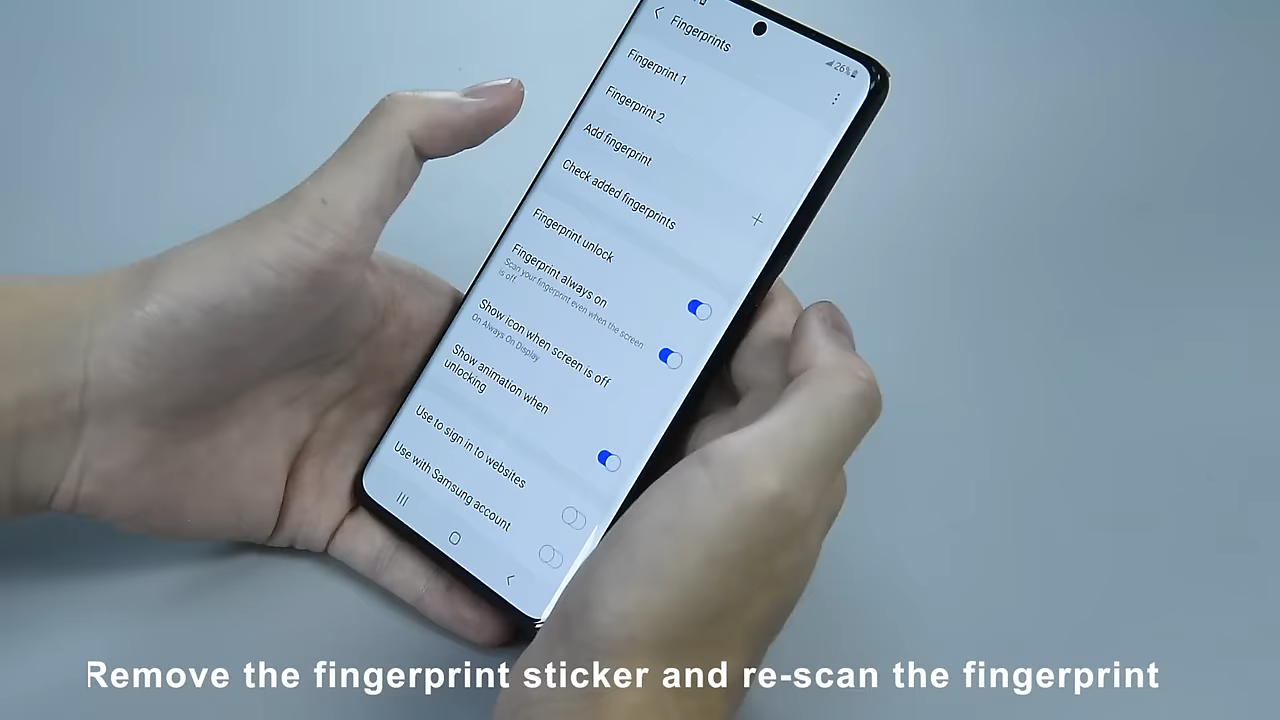 26%
Fingerprints
Fingerprint 1
Fingerprint 2
Add fingerprint
Check added fingerprints
Fingerprint unlock
Fingerprint always on
Scan your fingerprint even when the screen
is off.
Show icon when screen is off
On Always On Display
Show animation when
unlocking
Use to sign in to websites
Use with Samsung account
Remove the fingerprint sticker and re-scan the fingerprint